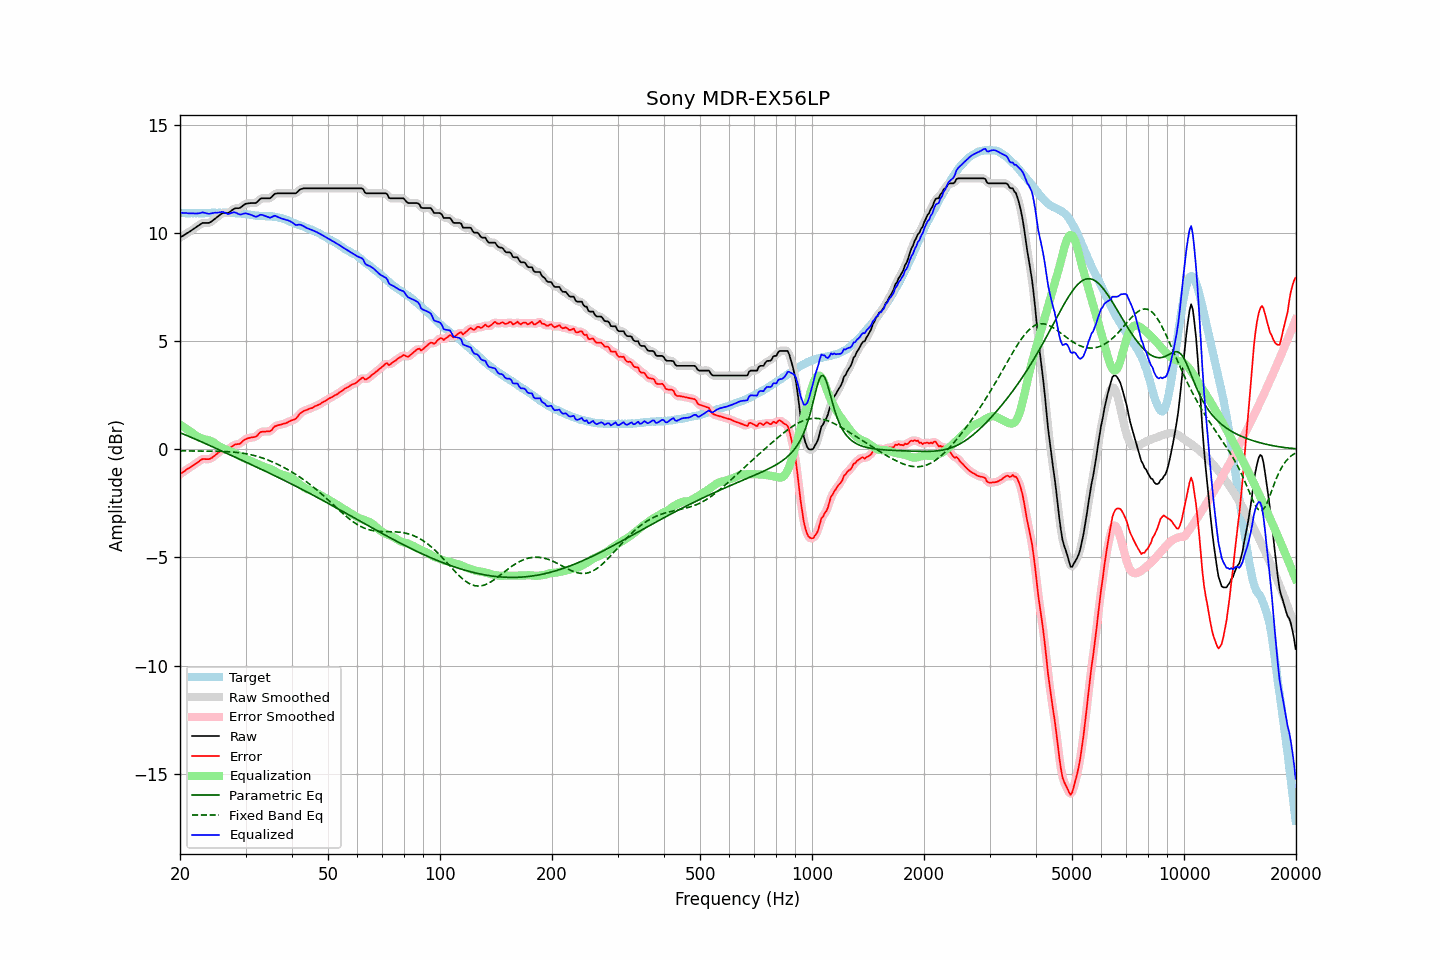 Sony MDR-EX56LP
Amplitude (dBr)
15
10
5
0
−5
−10
−15
Target
Raw Smoothed
Error Smoothed
Raw
Error
Equalization
Parametric Eq
Fixed Band Eq
Equalized
20 50 100 200 500 1000 2000 5000 10000 20000
Frequency (Hz)